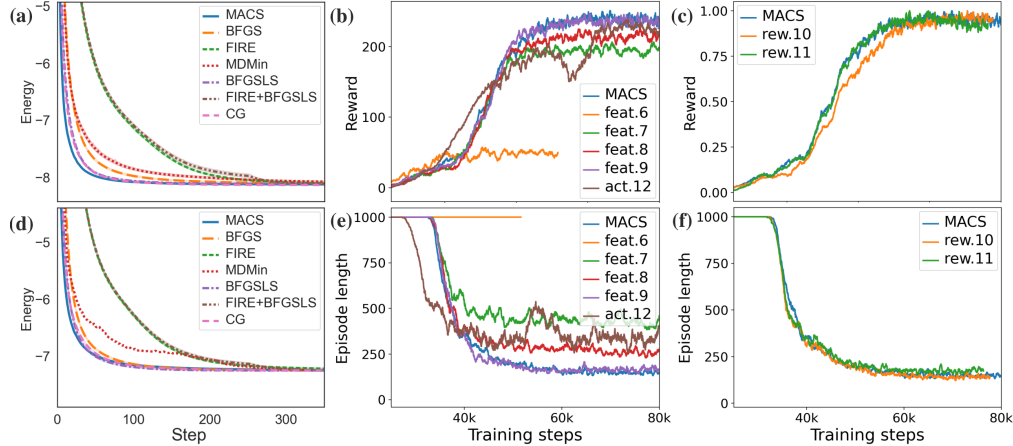 (a)
−5
−6
−7
−8
Energy
MACS
BFGS
FIRE
MDMin
BFGSLS
FIRE+BFGSLS
CG
(b)
200
100
0
Reward
MACS
feat.6
feat.7
feat.8
feat.9
act.12
(c)
1.00
0.75
0.50
0.25
0.00
Reward
MACS
rew.10
rew.11
(d)
−5
−6
−7
Energy
MACS
BFGS
FIRE
MDMin
BFGSLS
FIRE+BFGSLS
CG
0 100 200 300
Step
(e)
1000
750
500
250
0
Episode length
MACS
feat.6
feat.7
feat.8
feat.9
act.12
40k 60k 80k
Training steps
(f)
1000
750
500
250
0
Episode length
MACS
rew.10
rew.11
40k 60k 80k
Training steps